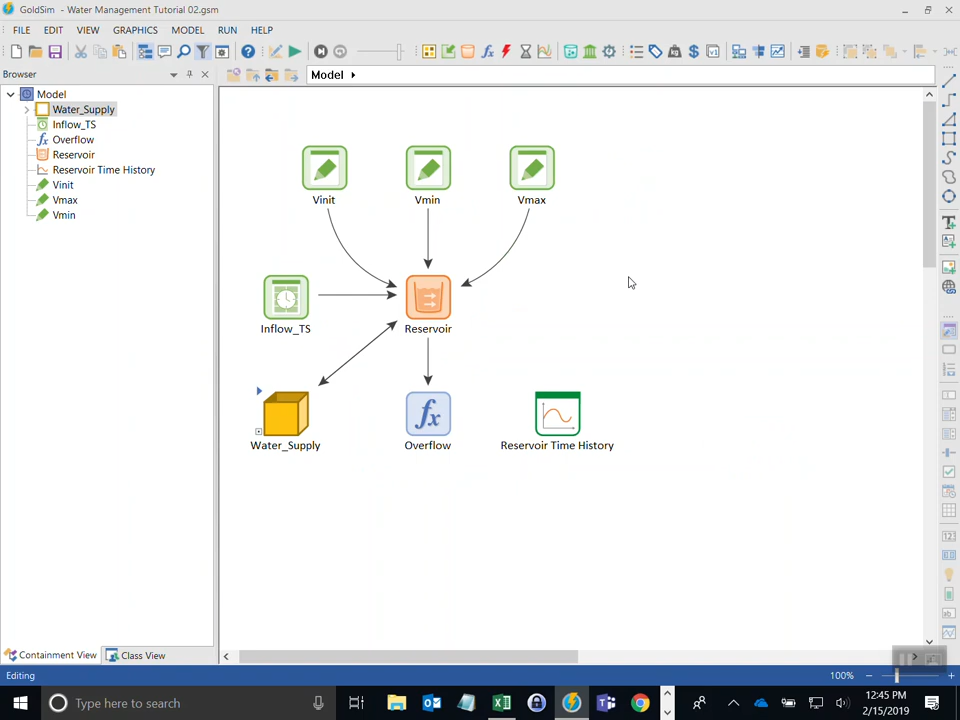 GoldSim - Water Management Tutorial 02.gsm
FILE EDIT VIEW GRAPHICS MODEL RUN HELP
Browser
Model
Model
Water_Supply
Inflow_TS
Overflow
Reservoir
Reservoir Time History
Vinit
Vmax
Vmin
Vinit
Vmin
Vmax
Inflow_TS
Reservoir
Water_Supply
Overflow
Reservoir Time History
Containment View
Class View
Editing
100%
Type here to search
12:45 PM
2/15/2019